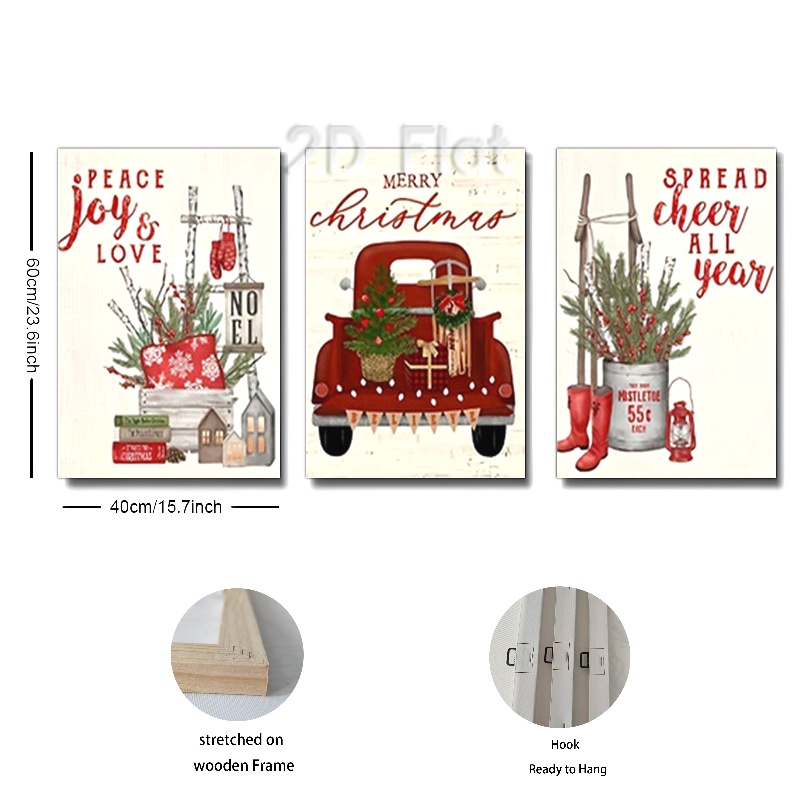 2D Flat
PEACE
joy &
LOVE
NO
EL
MERRY
christmas
SPREAD
cheer
ALL
year
MISTLETOE
55¢
EACH
CHRISTMAS
60cm/23.6inch
40cm/15.7inch
stretched on
wooden Frame
Hook
Ready to Hang